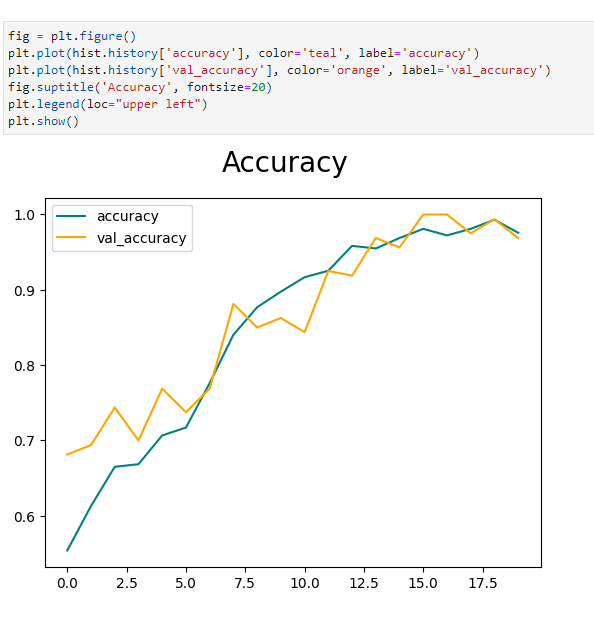 fig = plt.figure()
plt.plot(hist.history['accuracy'], color='teal', label='accuracy')
plt.plot(hist.history['val_accuracy'], color='orange', label='val_accuracy')
fig.suptitle('Accuracy', fontsize=20)
plt.legend(loc="upper left")
plt.show()
Accuracy
accuracy
val_accuracy
1.0
0.9
0.8
0.7
0.6
0.0 2.5 5.0 7.5 10.0 12.5 15.0 17.5